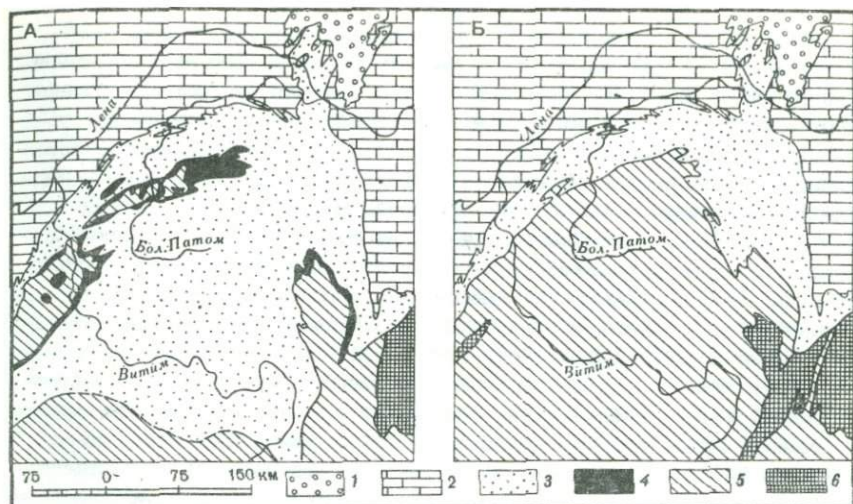 А
Лена
Бол. Патом
Витим
Б
Лена
Бол. Патом
Витим
75 0 75 150 км 1 2 3 4 5 6